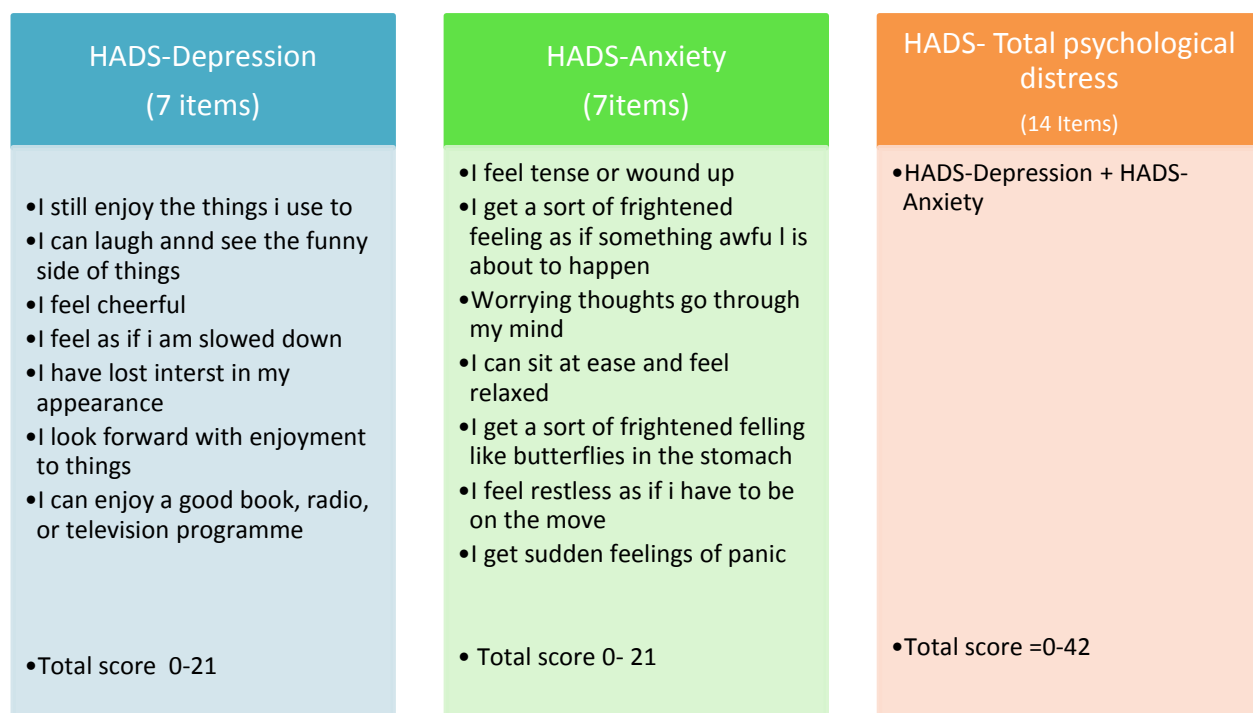 HADS-Depression
(7 items)
•I still enjoy the things i use to
•I can laugh annd see the funny
side of things
•I feel cheerful
•I feel as if i am slowed down
•I have lost interst in my
appearance
•I look forward with enjoyment
to things
•I can enjoy a good book, radio,
or television programme
•Total score 0-21
HADS-Anxiety
(7items)
•I feel tense or wound up
•I get a sort of frightened
feeling as if something awfu l is
about to happen
•Worrying thoughts go through
my mind
•I can sit at ease and feel
relaxed
•I get a sort of frightened felling
like butterflies in the stomach
•I feel restless as if i have to be
on the move
•I get sudden feelings of panic
• Total score 0- 21
HADS- Total psychological
distress
(14 Items)
•HADS-Depression + HADS-
Anxiety
•Total score =0-42